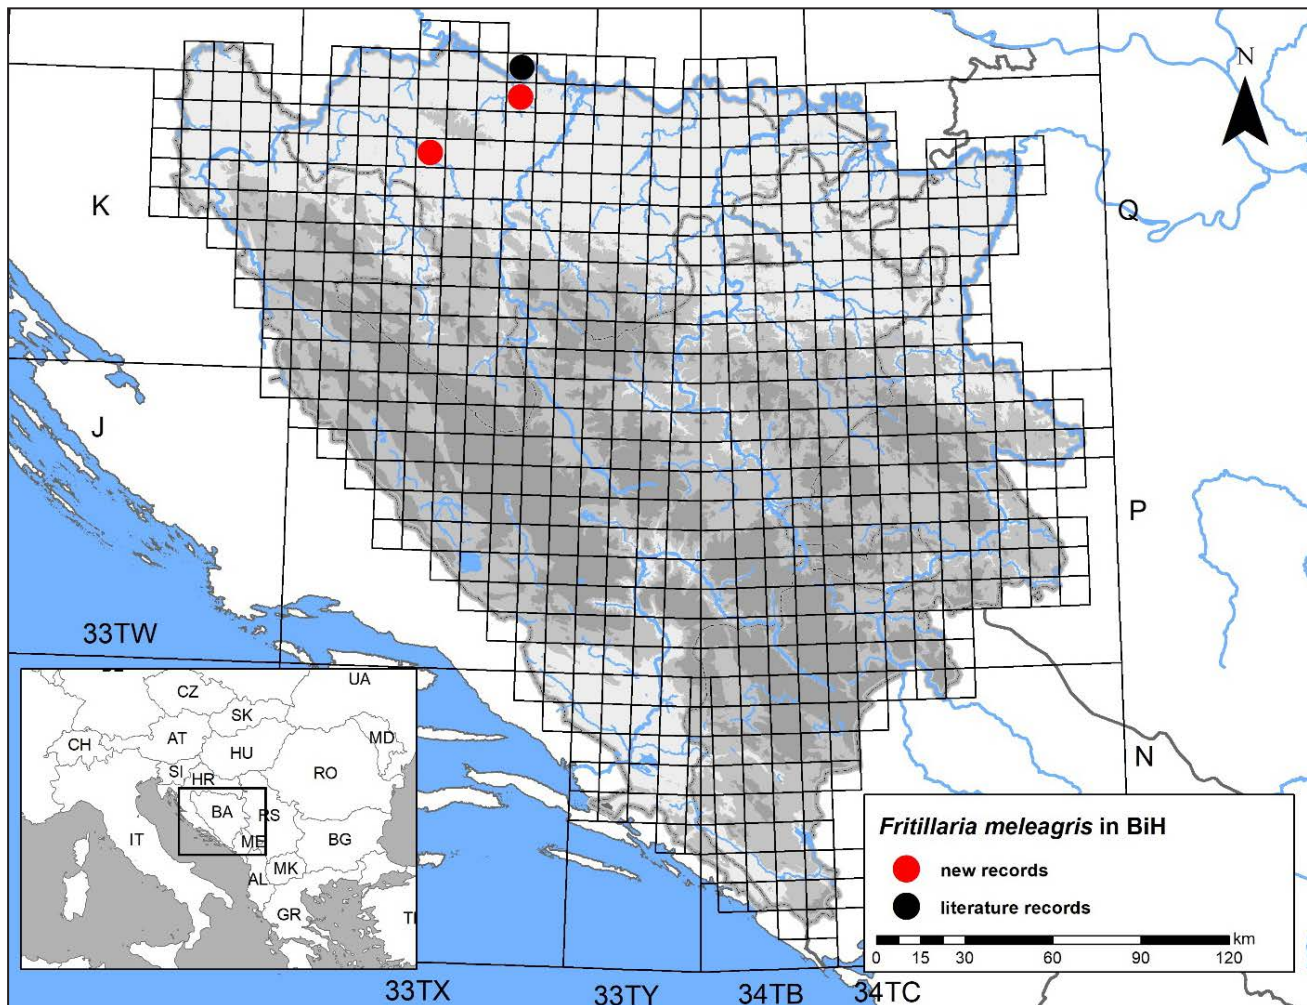 N
K
Q
J
P
33TW
N
UA
CZ
SK
CH
AT
HU
MD
SI
HR
RO
BA
RS
IT
ME
BG
MK
AL
GR
Fritillaria meleagris in BiH
new records
literature records
km
0 15 30 60 90 120
33TX
33TY
34TB
34TC